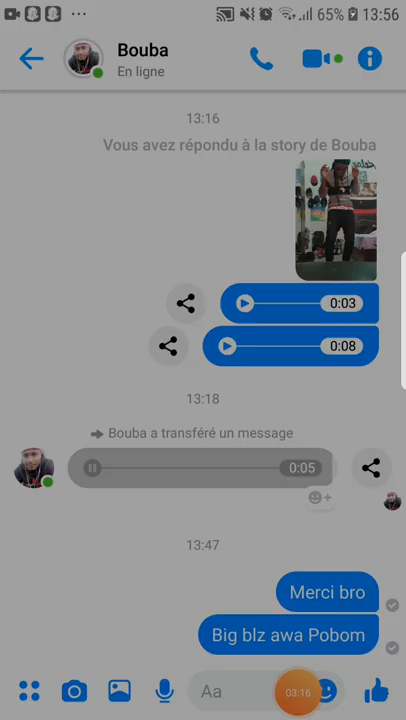 65% 13:56
Bouba
En ligne
13:16
Vous avez répondu à la story de Bouba
0:03
0:08
13:18
Bouba a transféré un message
0:05
13:47
Merci bro
Big blz awa Pobom
Aa
03:16